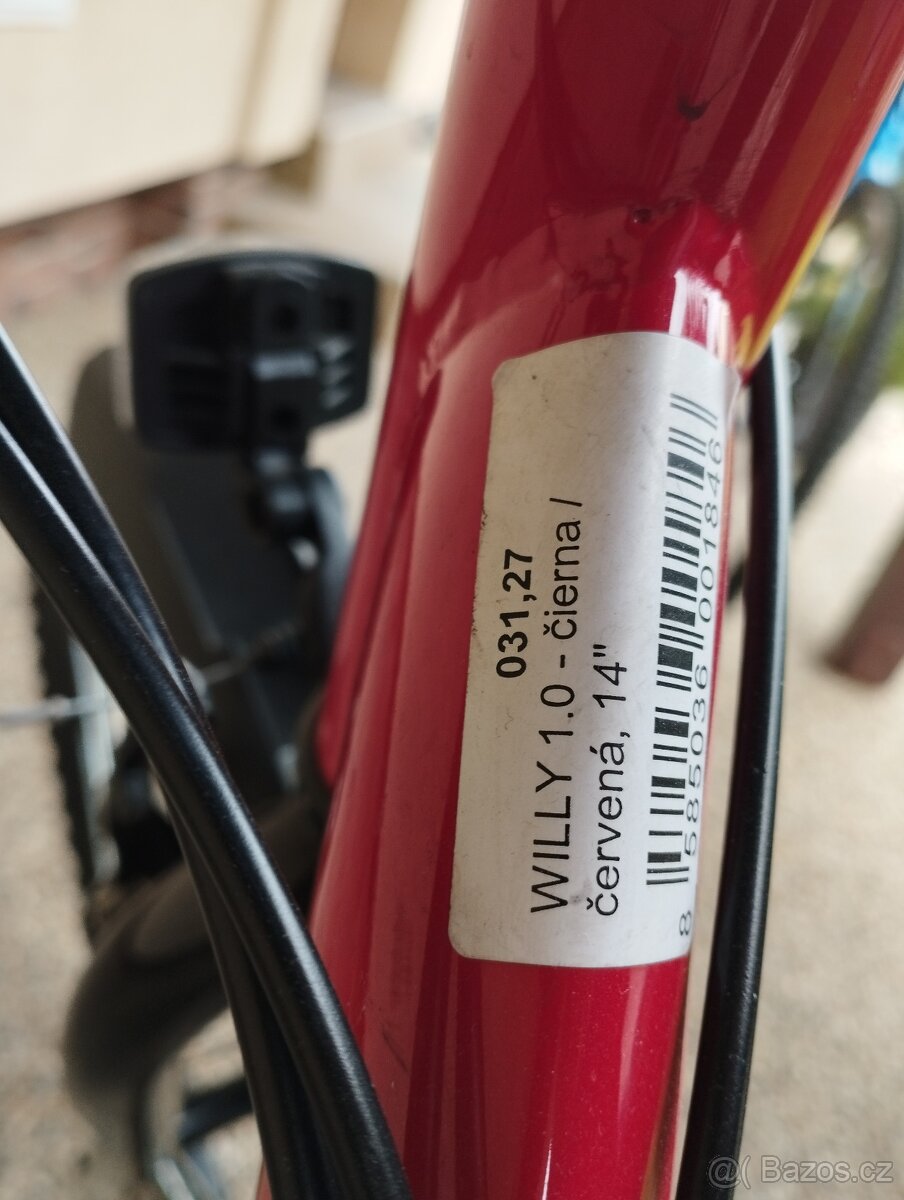 031,27
WILLY 1.0 - čierna /
červená, 14"
8 585036 001846
@( Bazos.cz